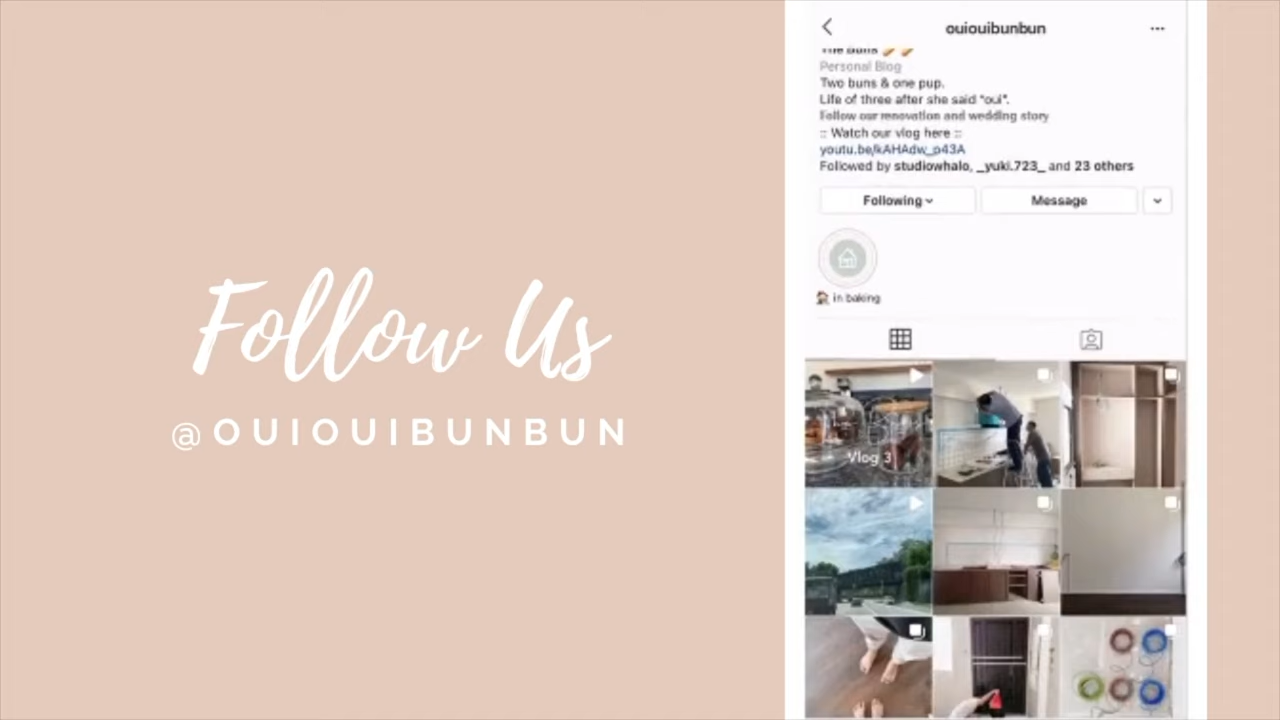 Follow Us
@OUIOUIBUNBUN
ouiouibunbun
The Buns
Personal Blog
Two buns & one pup.
Life of three after she said "oui".
Follow our renovation and wedding story
:: Watch our vlog here ::
youtu.be/kAHAdw_p43A
Followed by studiowhalo, _yuki.723_ and 23 others
Following
Message
in baking
Vlog 3